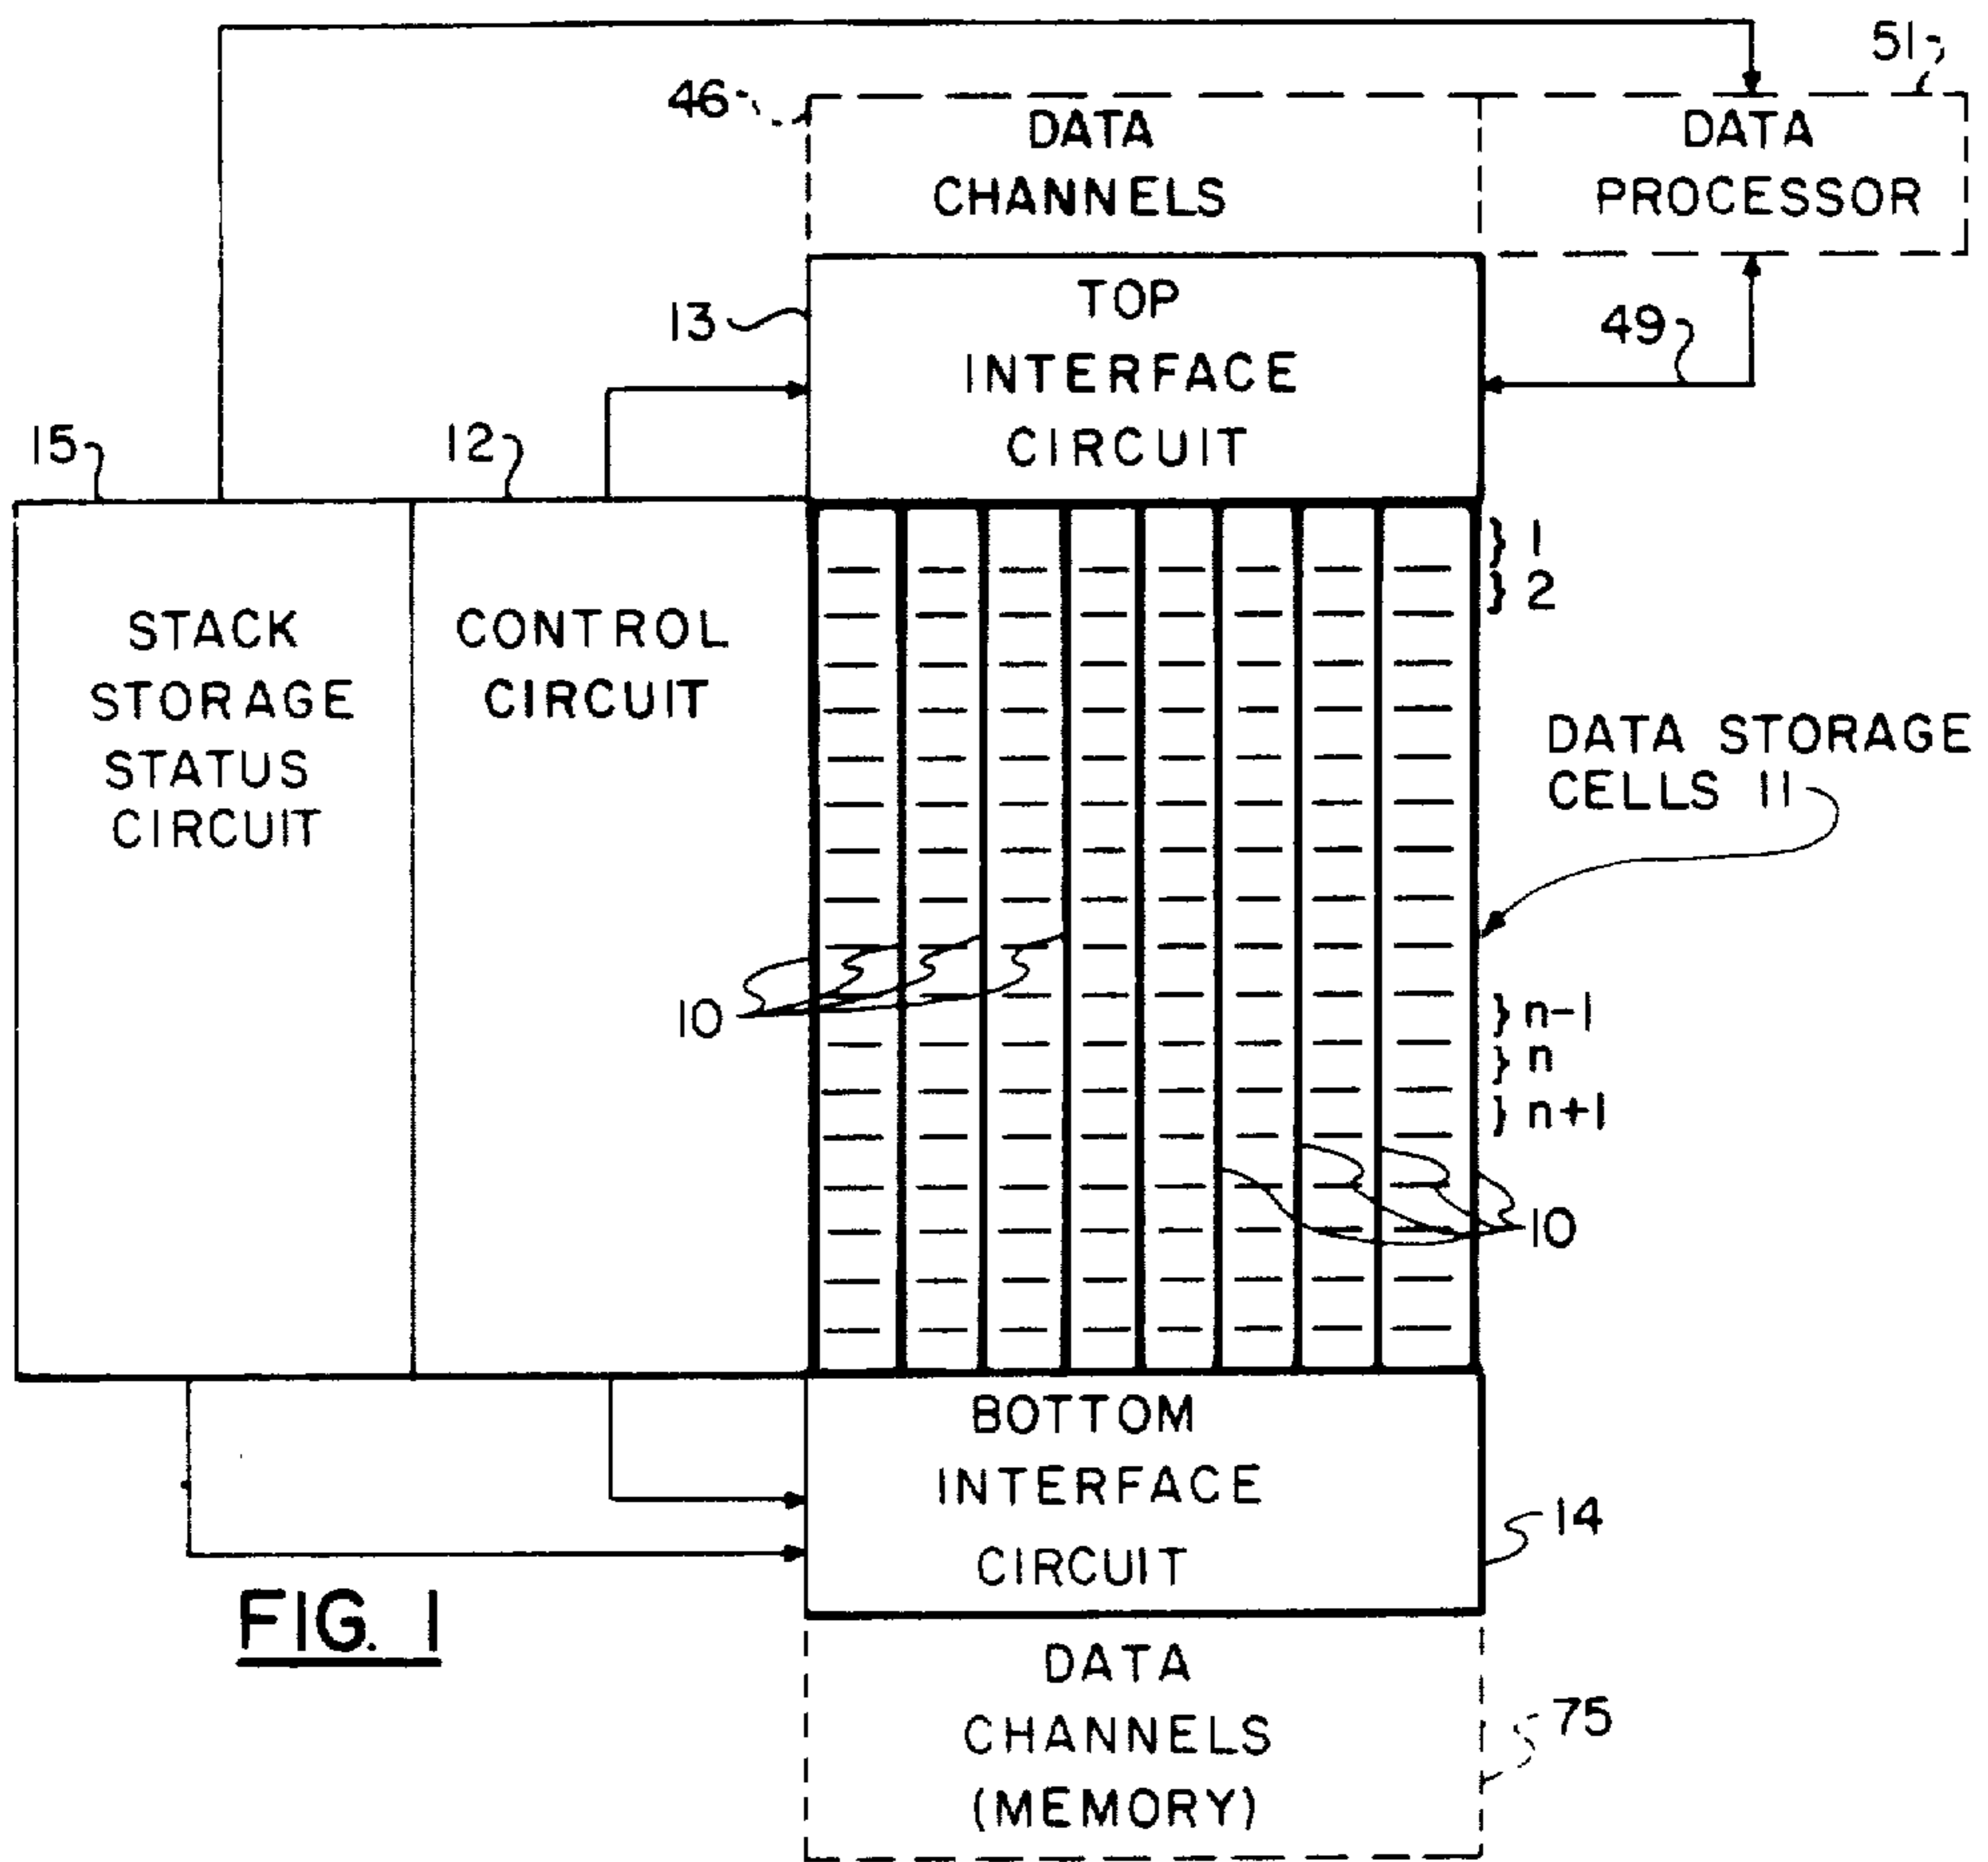 51
46
DATA
CHANNELS
DATA
PROCESSOR
13
TOP
INTERFACE
CIRCUIT
49
15
12
STACK
STORAGE
STATUS
CIRCUIT
CONTROL
CIRCUIT
} 1
} 2
DATA STORAGE
CELLS 11
10
} n-1
} n
} n+1
10
BOTTOM
INTERFACE
CIRCUIT
14
FIG. 1
DATA
CHANNELS
(MEMORY)
75